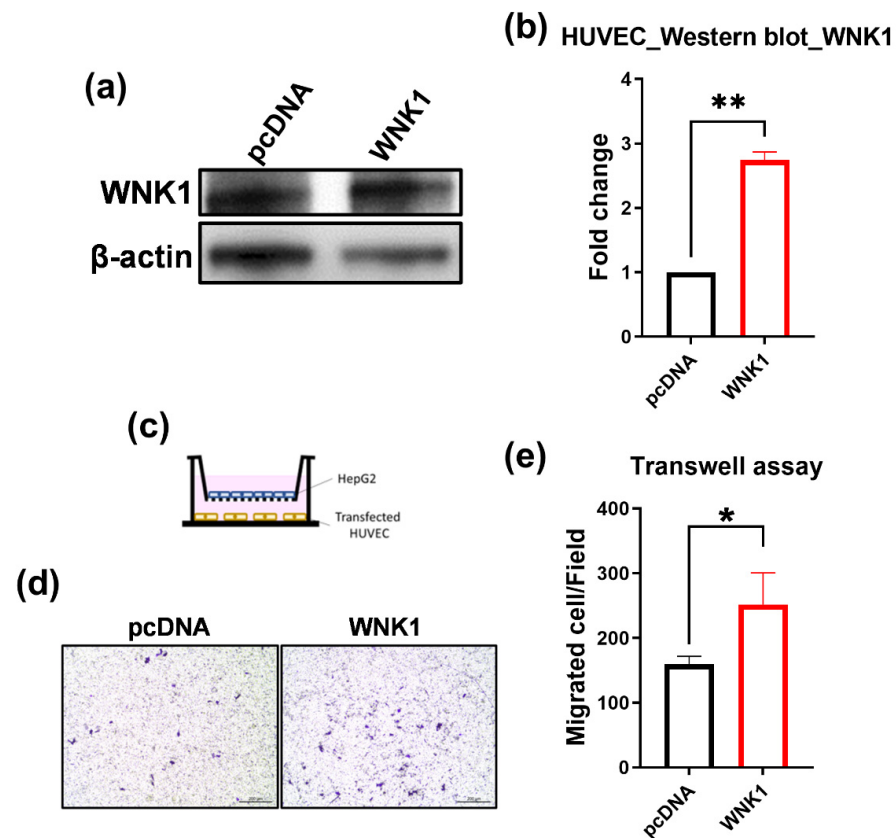 (a)
pcDNA
WNK1
WNK1
β-actin
(b)
HUVEC_Western blot_WNK1
Fold change
4
3
2
1
0
**
pcDNA
WNK1
(c)
HepG2
Transfected
HUVEC
(d)
pcDNA
WNK1
(e)
Transwell assay
Migrated cell/Field
400
300
200
100
0
*
pcDNA
WNK1